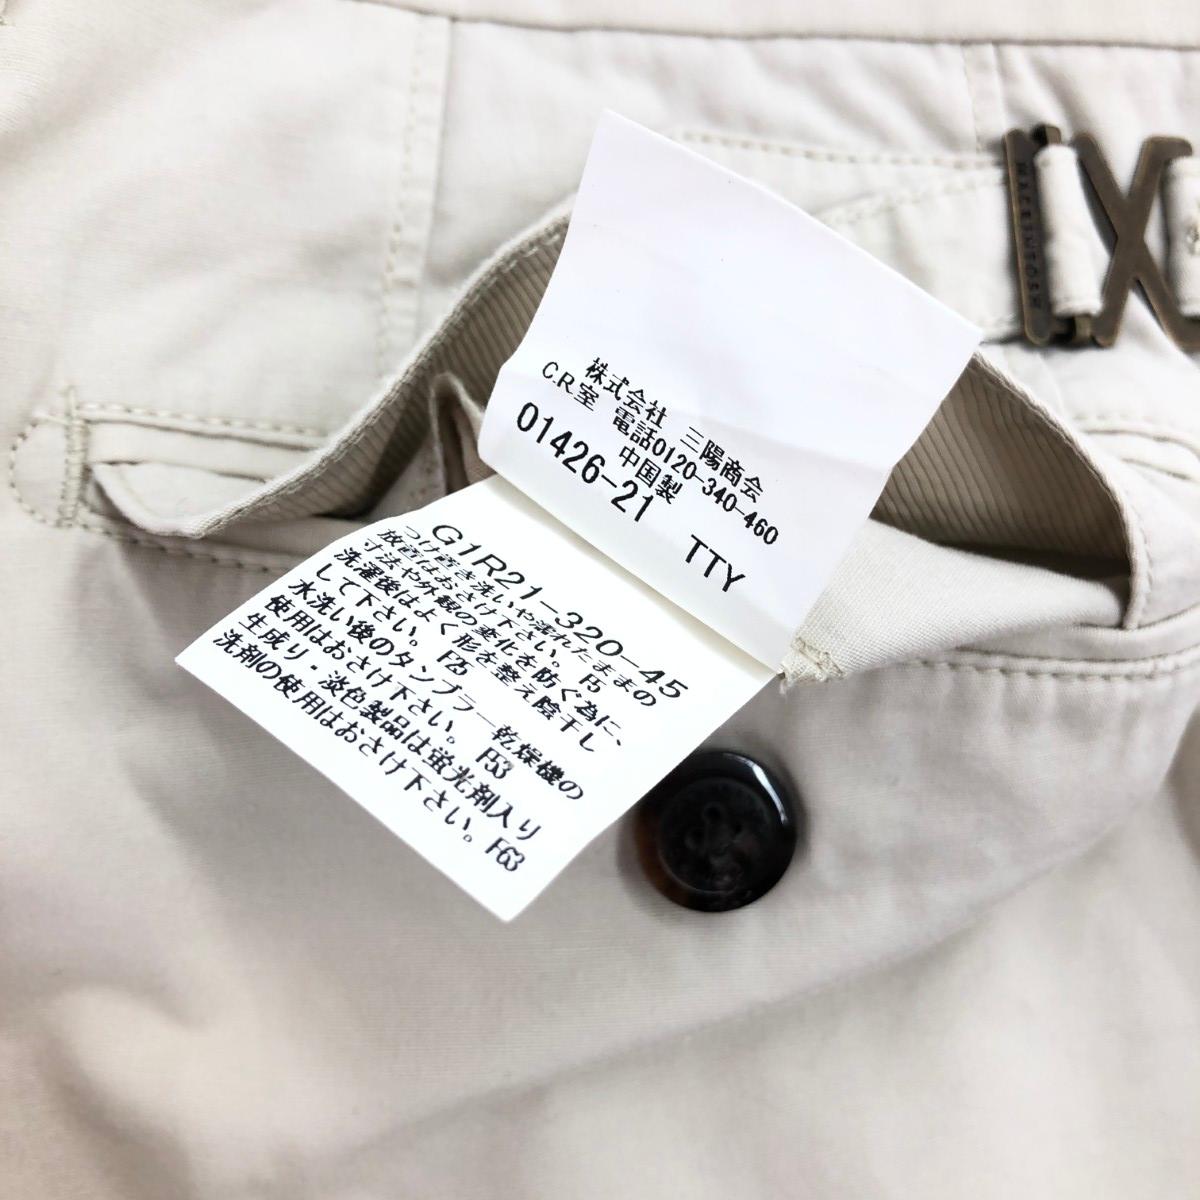 MACKINTOSH
株式会社 三陽商会
C.R.室 電話0120-340-460
中国製
01426-21 TTY
G1R21-320-45
つけ置き洗いや濡れたままの
放置はおさけ下さい。 F5
寸法や外観の変化を防ぐ為に、
洗濯後はよく形を整え陰干し
して下さい。 F25
水洗い後のタンブラー乾燥機の
使用はおさけ下さい。 F53
生成り・淡色製品は蛍光剤入り
洗剤の使用はおさけ下さい。 F63